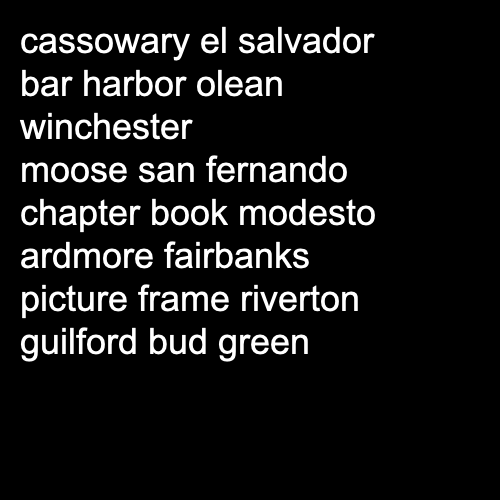 cassowary el salvador
bar harbor olean
winchester
moose san fernando
chapter book modesto
ardmore fairbanks
picture frame riverton
guilford bud green